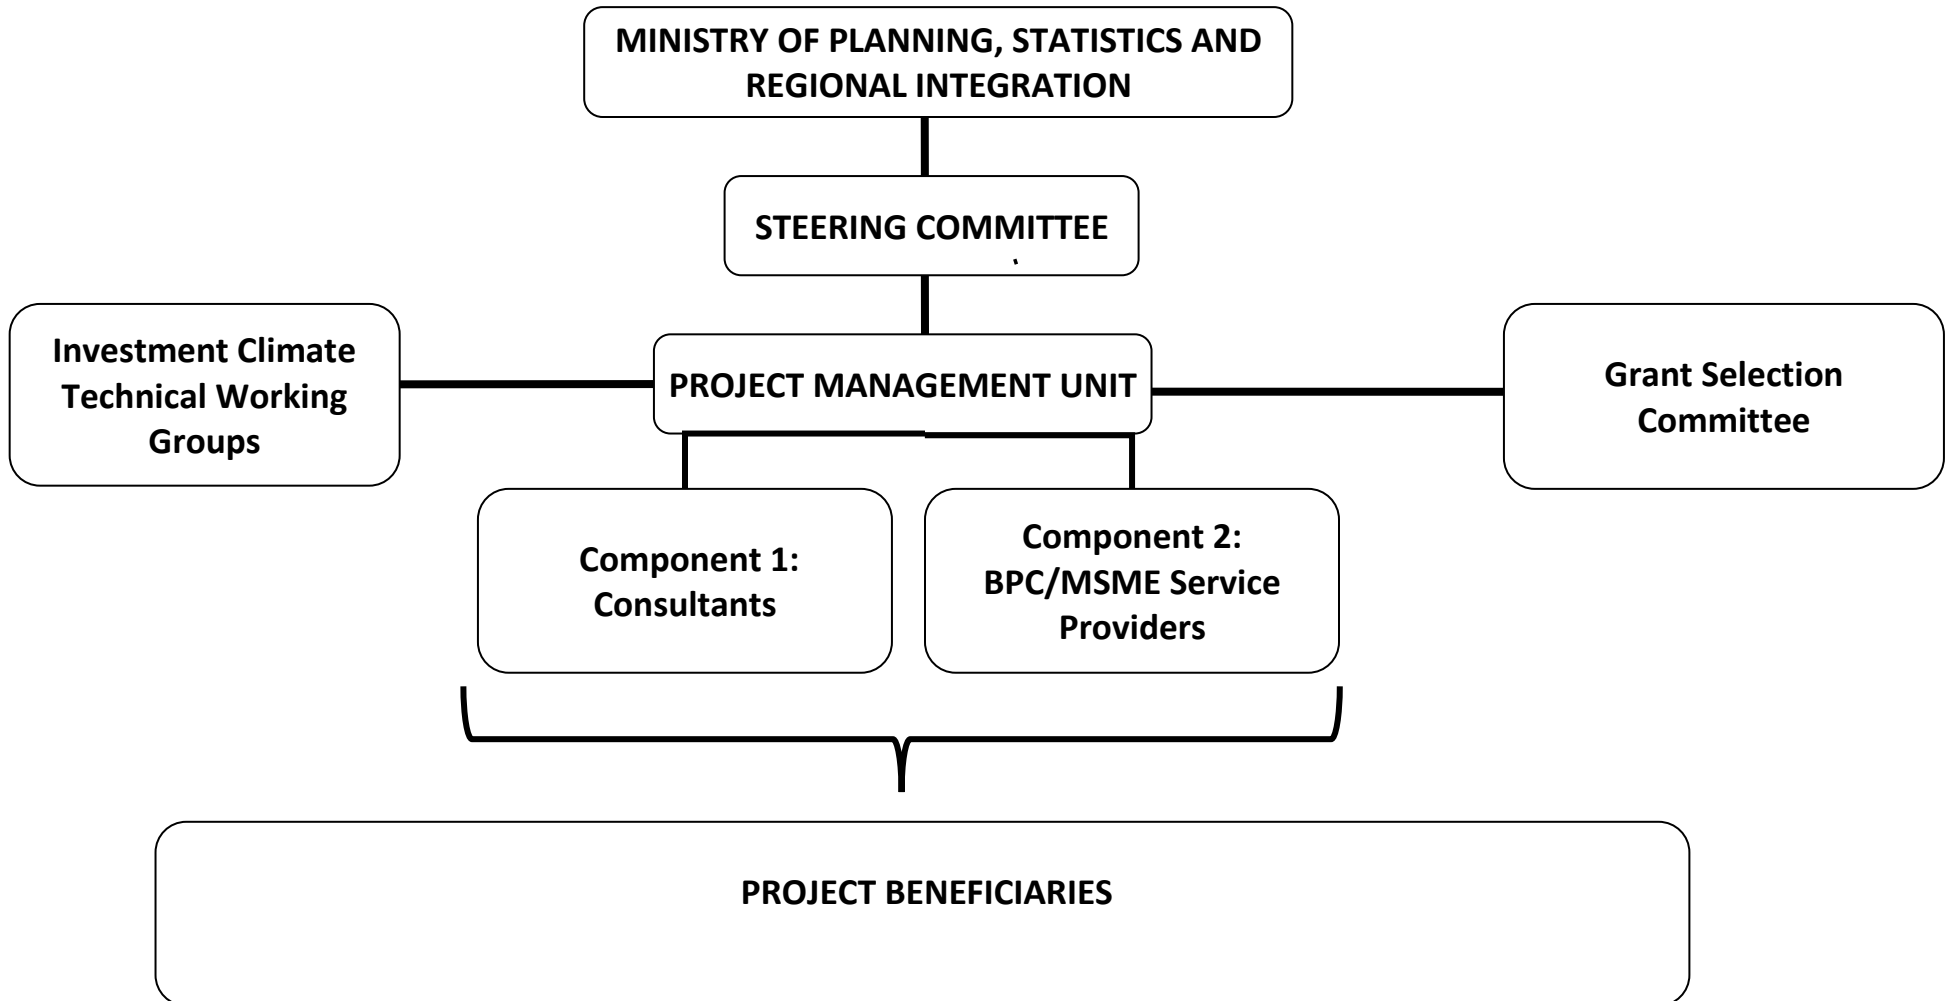 MINISTRY OF PLANNING, STATISTICS AND
REGIONAL INTEGRATION
STEERING COMMITTEE
Investment Climate
Technical Working
Groups
PROJECT MANAGEMENT UNIT
Grant Selection
Committee
Component 1:
Consultants
Component 2:
BPC/MSME Service
Providers
PROJECT BENEFICIARIES